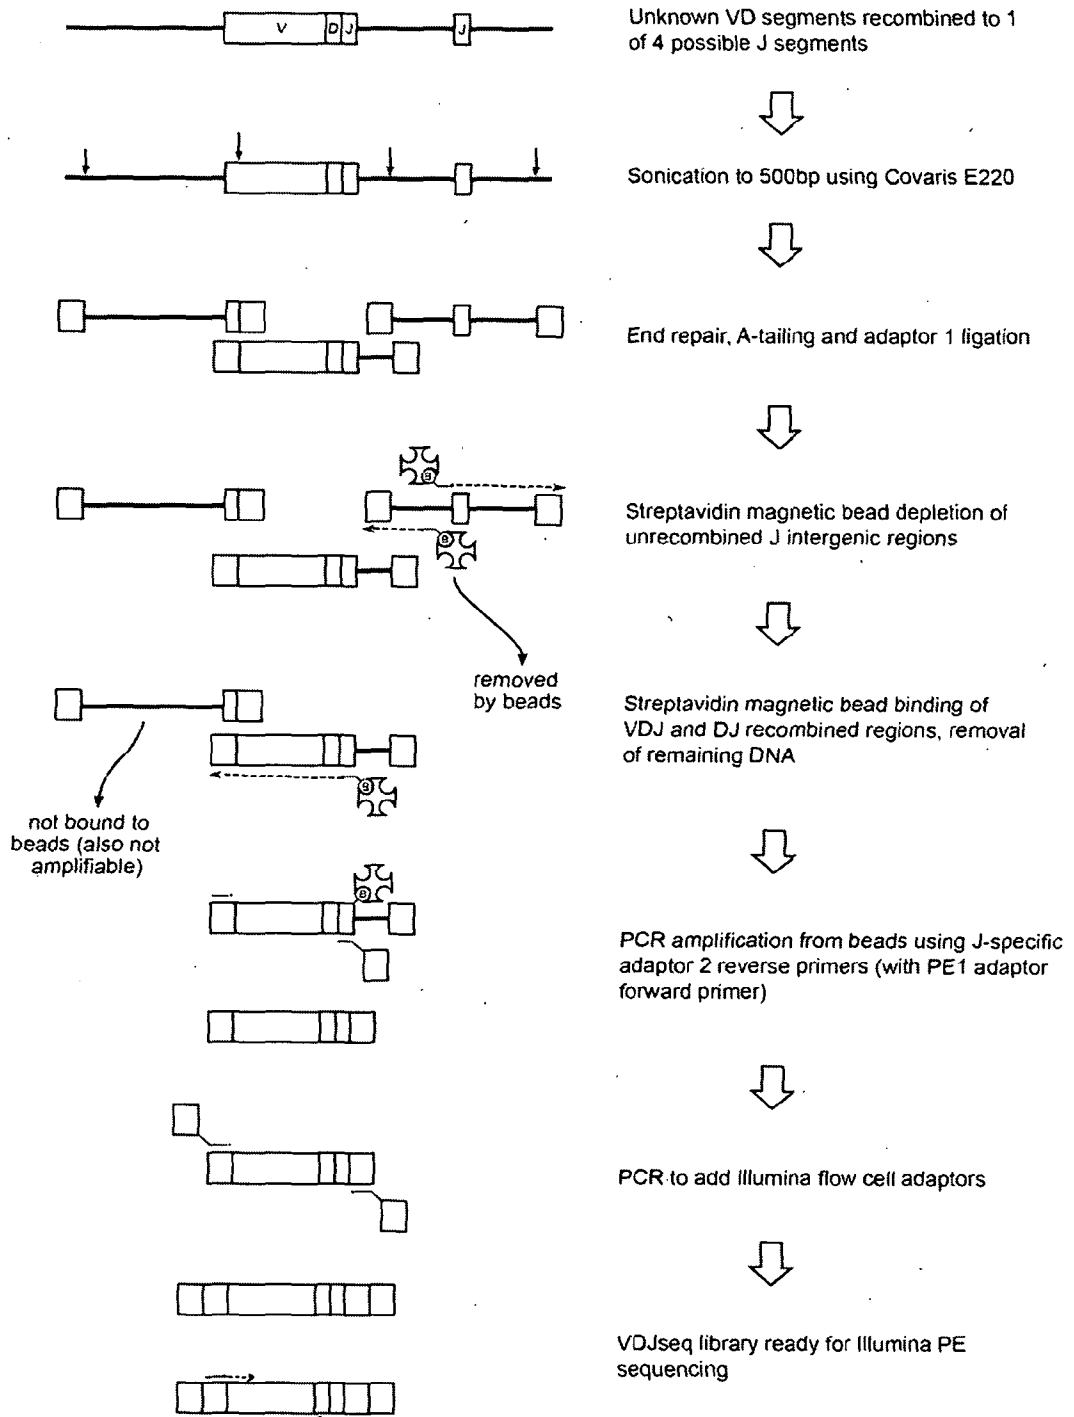 V D J J
Unknown VD segments recombined to 1
of 4 possible J segments
Sonication to 500bp using Covaris E220
End repair, A-tailing and adaptor 1 ligation
B
B
Streptavidin magnetic bead depletion of
unrecombined J intergenic regions
removed
by beads
Streptavidin magnetic bead binding of
VDJ and DJ recombined regions, removal
of remaining DNA
B
not bound to
beads (also not
amplifiable)
B
PCR amplification from beads using J-specific
adaptor 2 reverse primers (with PE1 adaptor
forward primer)
PCR to add Illumina flow cell adaptors
VDJseq library ready for Illumina PE
sequencing